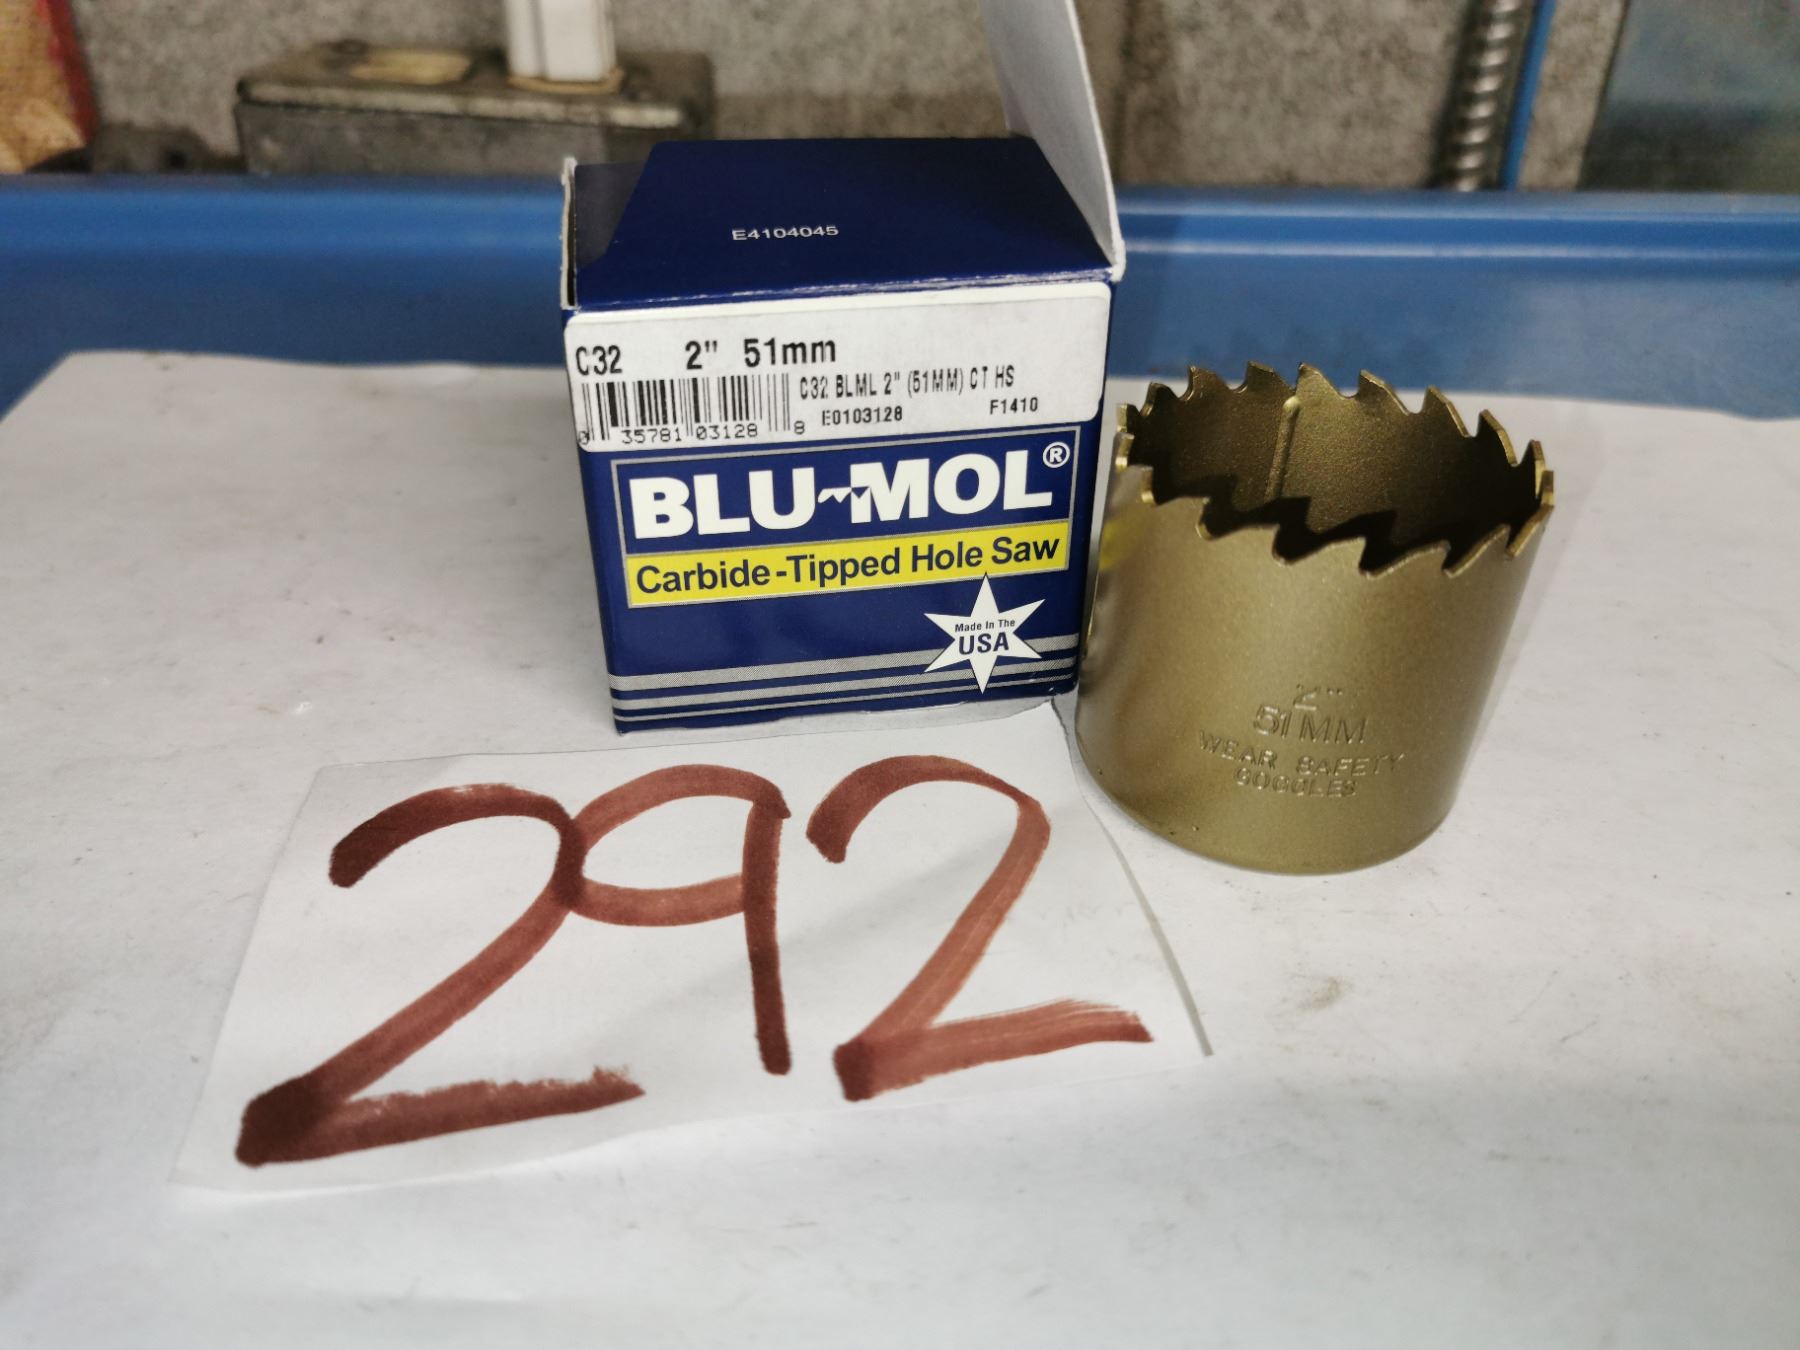 E4104045
C32 2" 51mm
C32 BLML 2" (51MM) CT HS
E0103128 F1410
0 35781 03128 8
BLU-MOL®
Carbide-Tipped Hole Saw
Made In The
USA
2"
51MM
WEAR SAFETY
GOGGLES
292